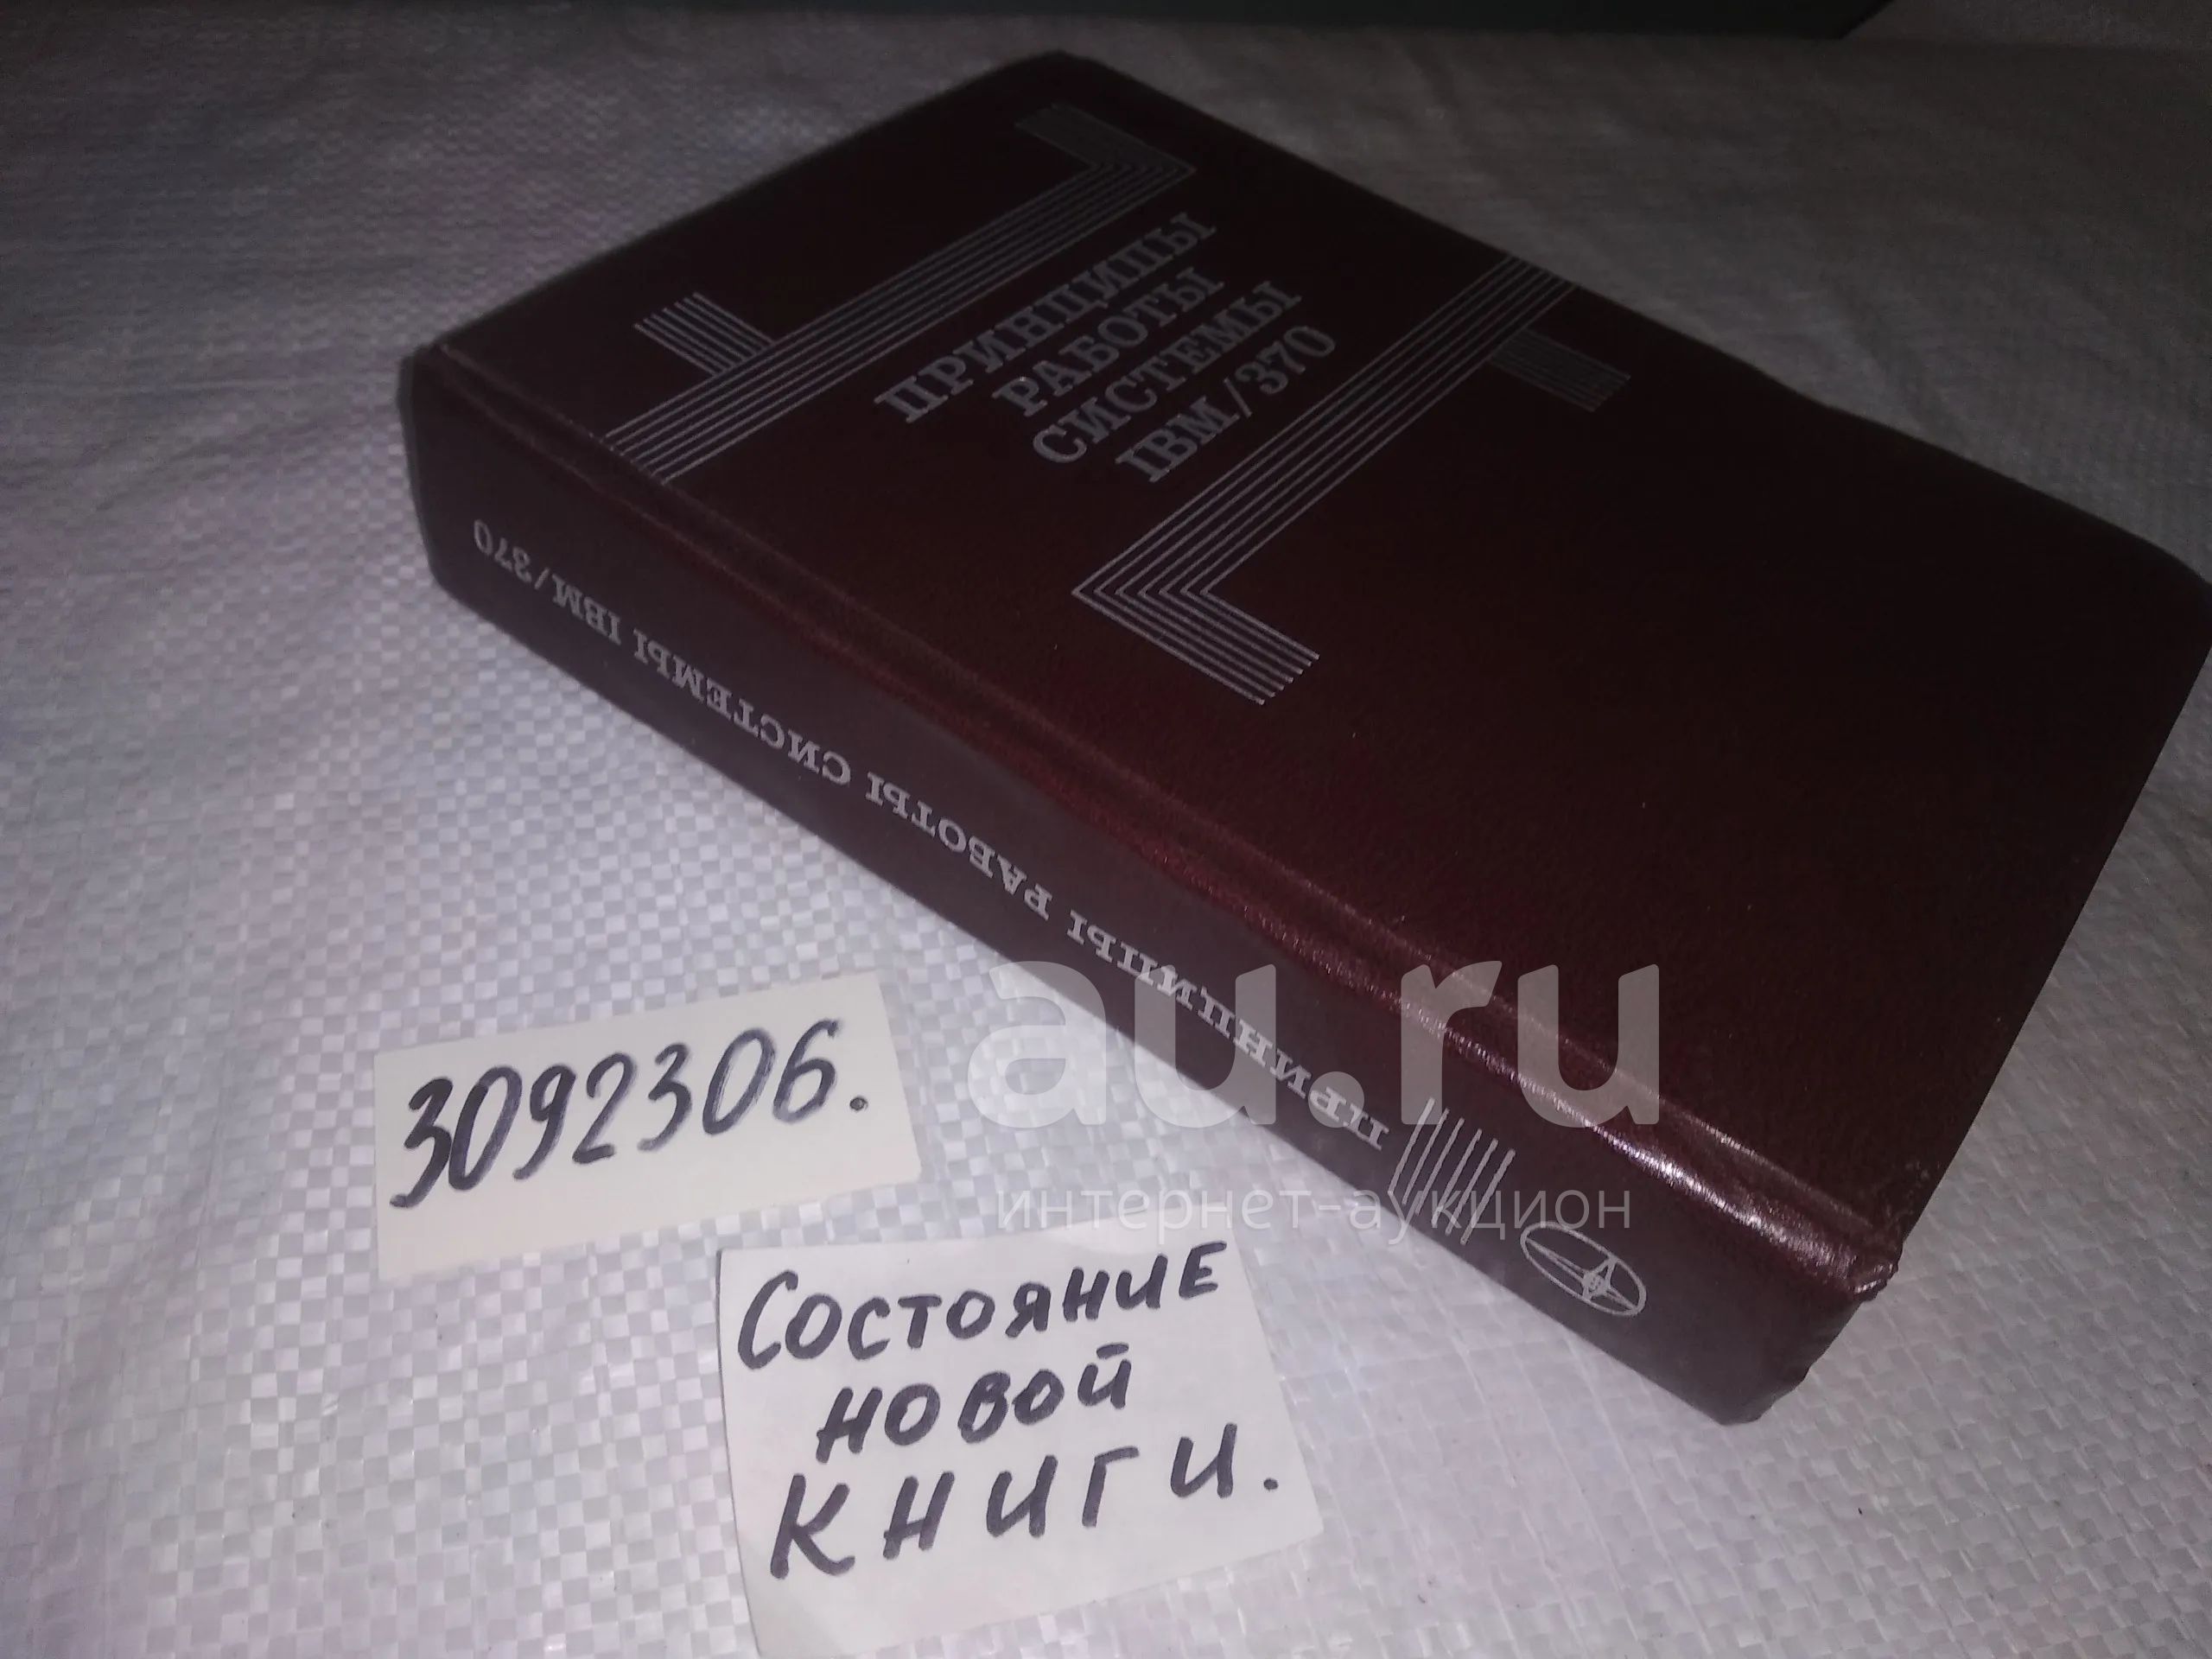 ПРИНЦИПЫ
РАБОТЫ
СИСТЕМЫ
IBM/370
ПРИНЦИПЫ РАБОТЫ СИСТЕМЫ IBM/370
au.ru
интернет-аукцион
3092306.
Состояние
новой
книги.